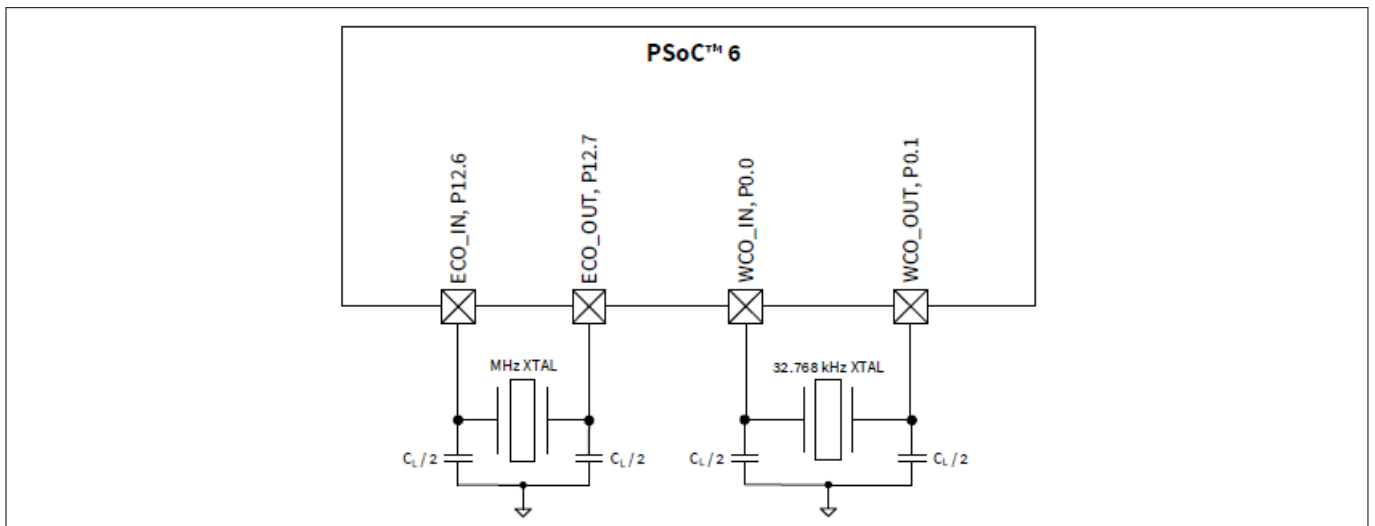 PSoC™ 6
ECO_IN, P12.6
ECO_OUT, P12.7
WCO_IN, P0.0
WCO_OUT, P0.1
MHz XTAL
32.768 kHz XTAL
CL/2
CL/2
CL/2
CL/2